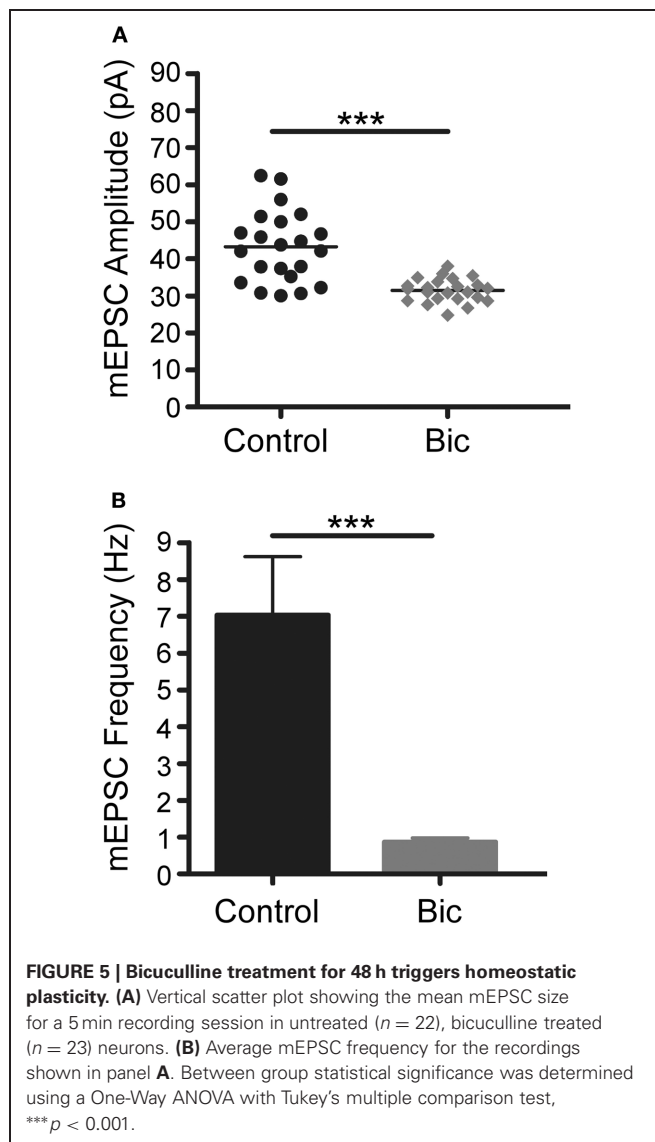 A
mEPSC Amplitude (pA)
90
80
70
60
50
40
30
20
10
0
***
Control Bic
B
mEPSC Frequency (Hz)
9
8
7
6
5
4
3
2
1
0
***
Control Bic
FIGURE 5 | Bicuculline treatment for 48 h triggers homeostatic
plasticity. (A) Vertical scatter plot showing the mean mEPSC size
for a 5 min recording session in untreated (n = 22), bicuculline treated
(n = 23) neurons. (B) Average mEPSC frequency for the recordings
shown in panel A. Between group statistical significance was determined
using a One-Way ANOVA with Tukey's multiple comparison test,
***p < 0.001.